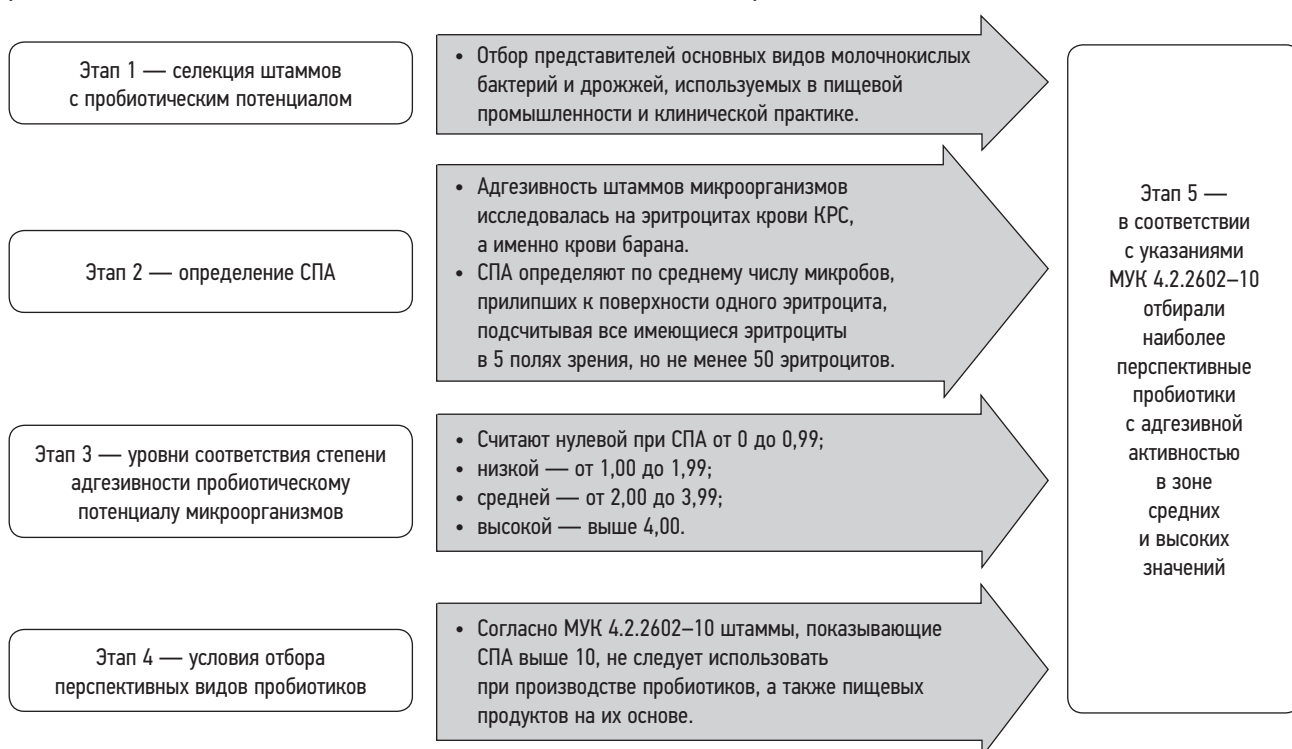 Этап 1 — селекция штаммов
с пробиотическим потенциалом
• Отбор представителей основных видов молочнокислых
бактерий и дрожжей, используемых в пищевой
промышленности и клинической практике.
Этап 2 — определение СПА
• Адгезивность штаммов микроорганизмов
исследовалась на эритроцитах крови КРС,
а именно крови барана.
• СПА определяют по среднему числу микробов,
прилипших к поверхности одного эритроцита,
подсчитывая все имеющиеся эритроциты
в 5 полях зрения, но не менее 50 эритроцитов.
Этап 3 — уровни соответствия степени
адгезивности пробиотическому
потенциалу микроорганизмов
• Считают нулевой при СПА от 0 до 0,99;
• низкой — от 1,00 до 1,99;
• средней — от 2,00 до 3,99;
• высокой — выше 4,00.
Этап 4 — условия отбора
перспективных видов пробиотиков
• Согласно МУК 4.2.2602–10 штаммы, показывающие
СПА выше 10, не следует использовать
при производстве пробиотиков, а также пищевых
продуктов на их основе.
Этап 5 —
в соответствии
с указаниями
МУК 4.2.2602–10
отбирали
наиболее
перспективные
пробиотики
с адгезивной
активностью
в зоне
средних
и высоких
значений